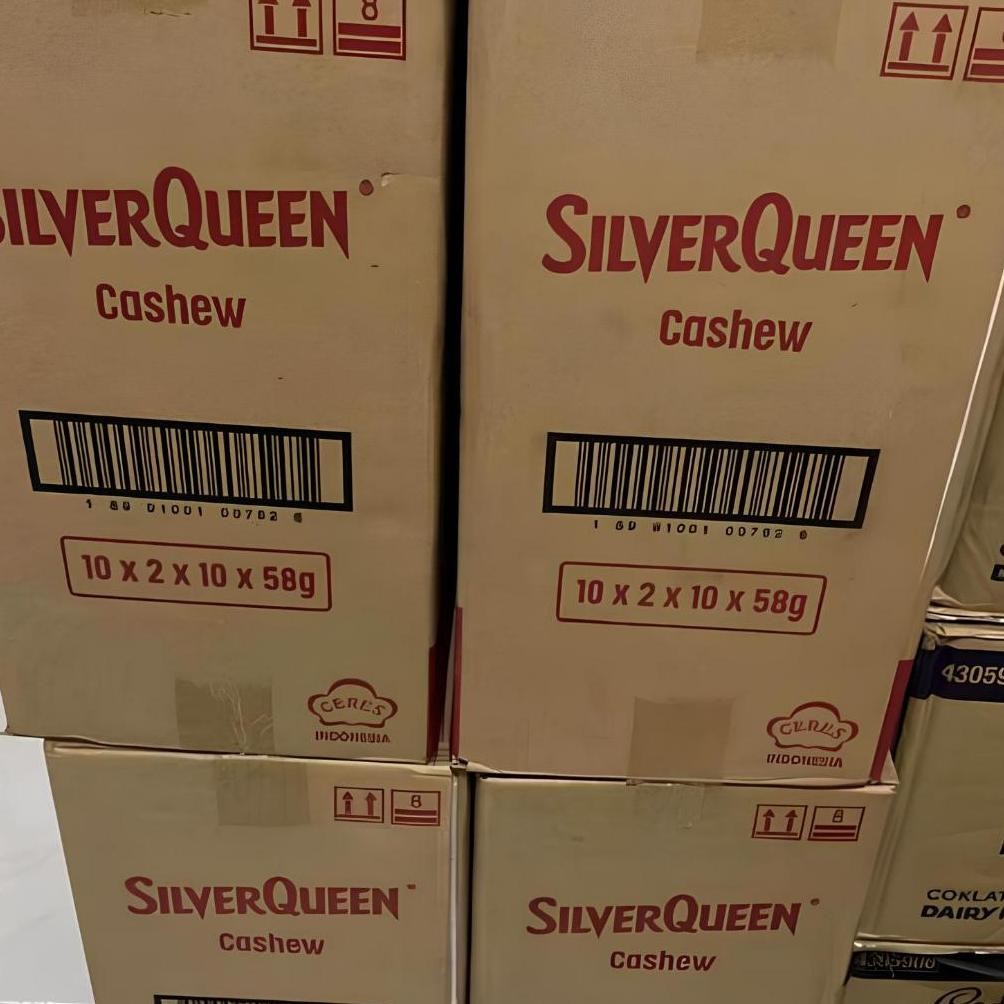 8
SILVERQUEEN
Cashew
10 x 2 x 10 x 58g
CERES
INDONESIA
SILVERQUEEN
Cashew
10 x 2 x 10 x 58g
CERES
INDONESIA
8
SILVERQUEEN
Cashew
8
SILVERQUEEN
Cashew
43059
COKLAT
DAIRY